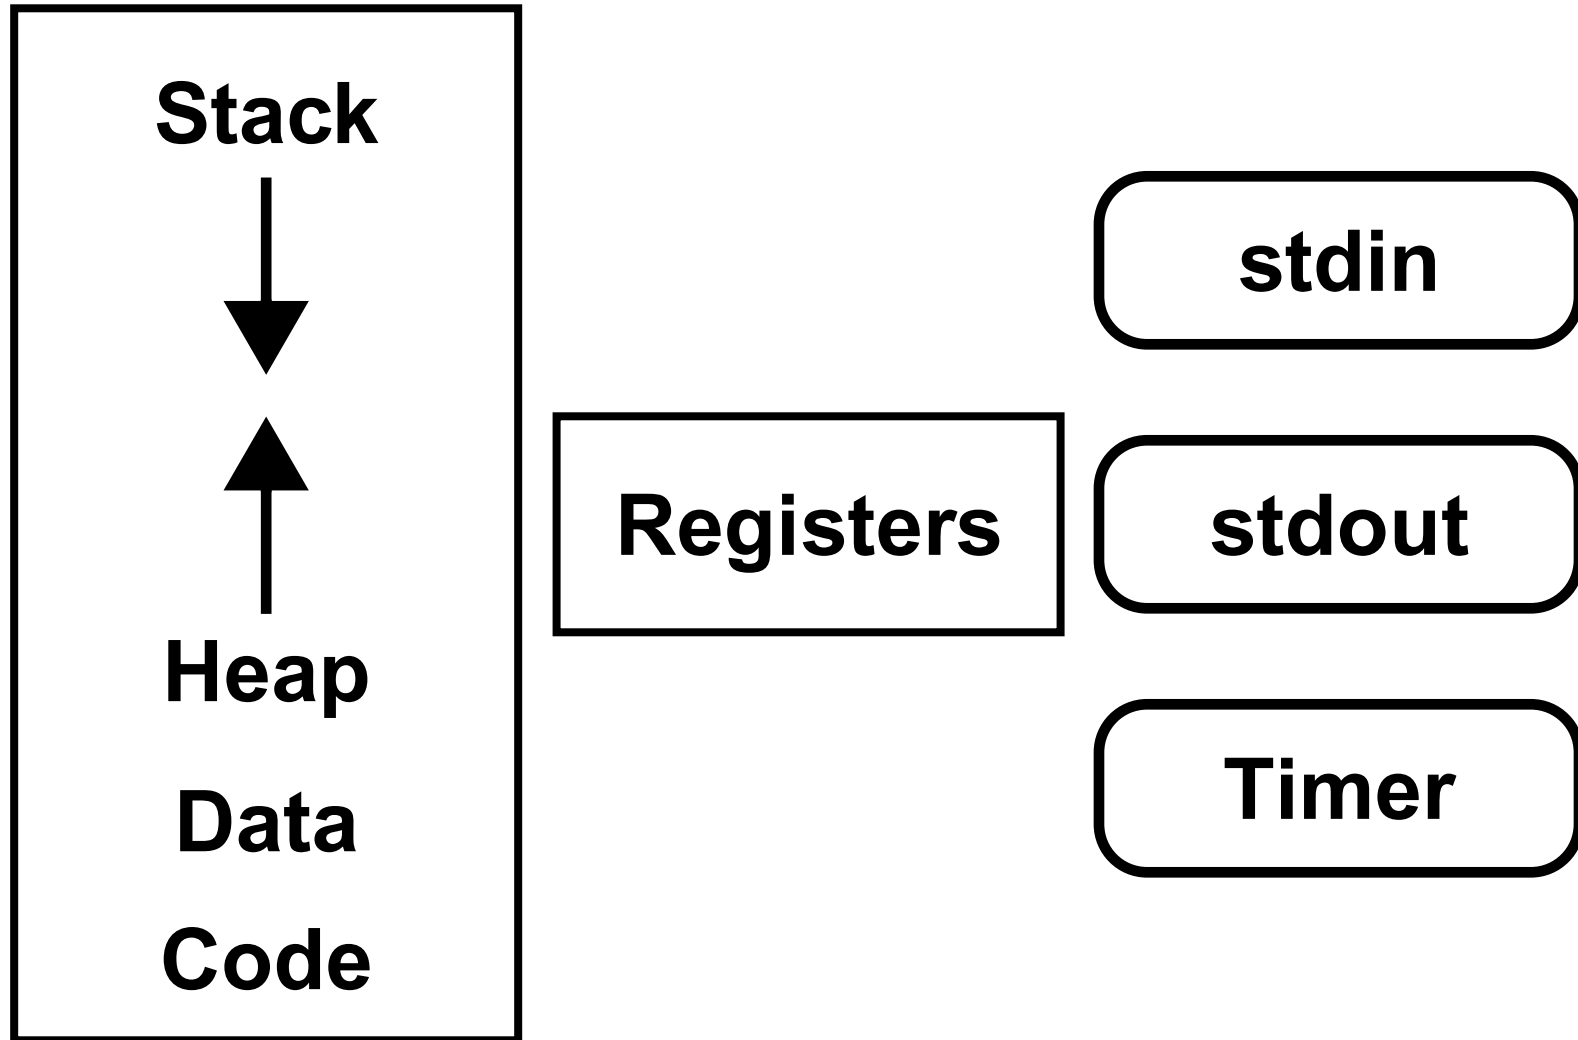 Stack
Heap
Data
Code
Registers
stdin
stdout
Timer